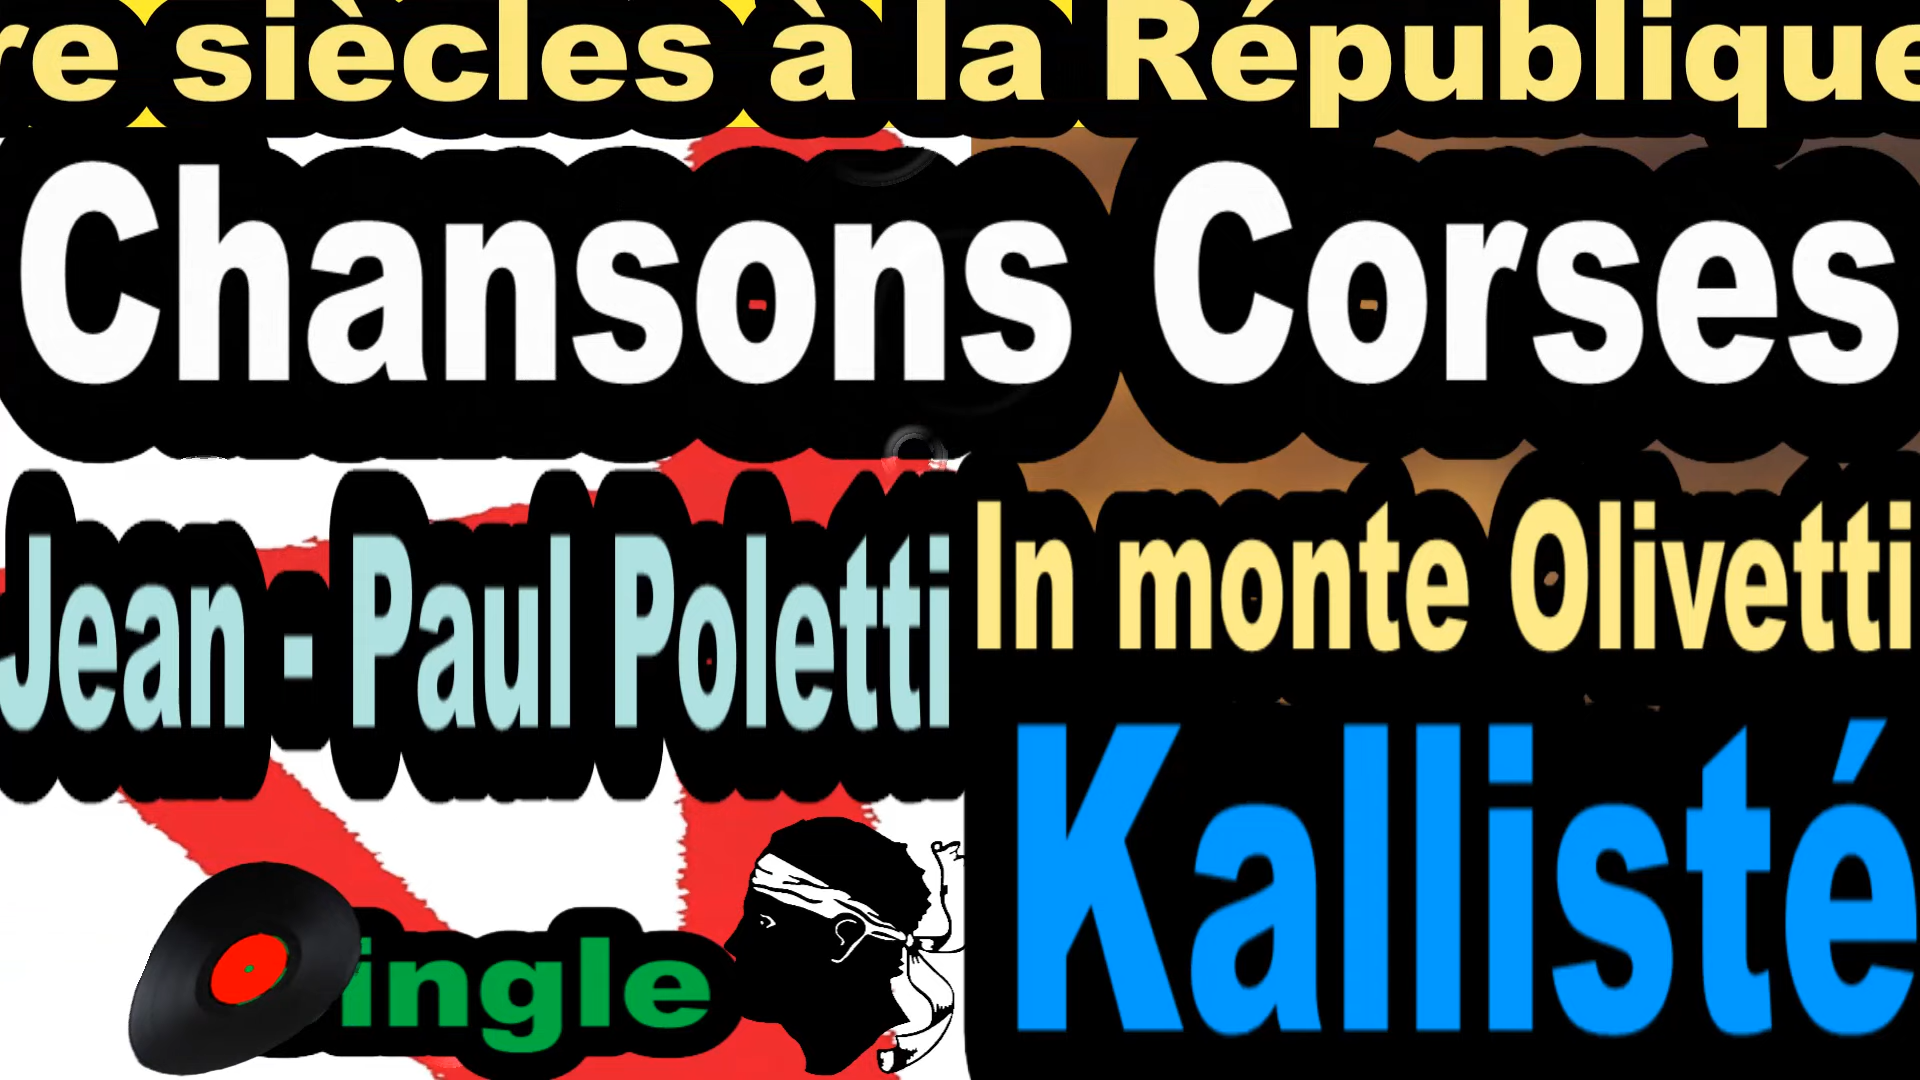 re siècles à la République
Chansons Corses
Jean - Paul Poletti
In monte Olivetti
Kallisté
ingle